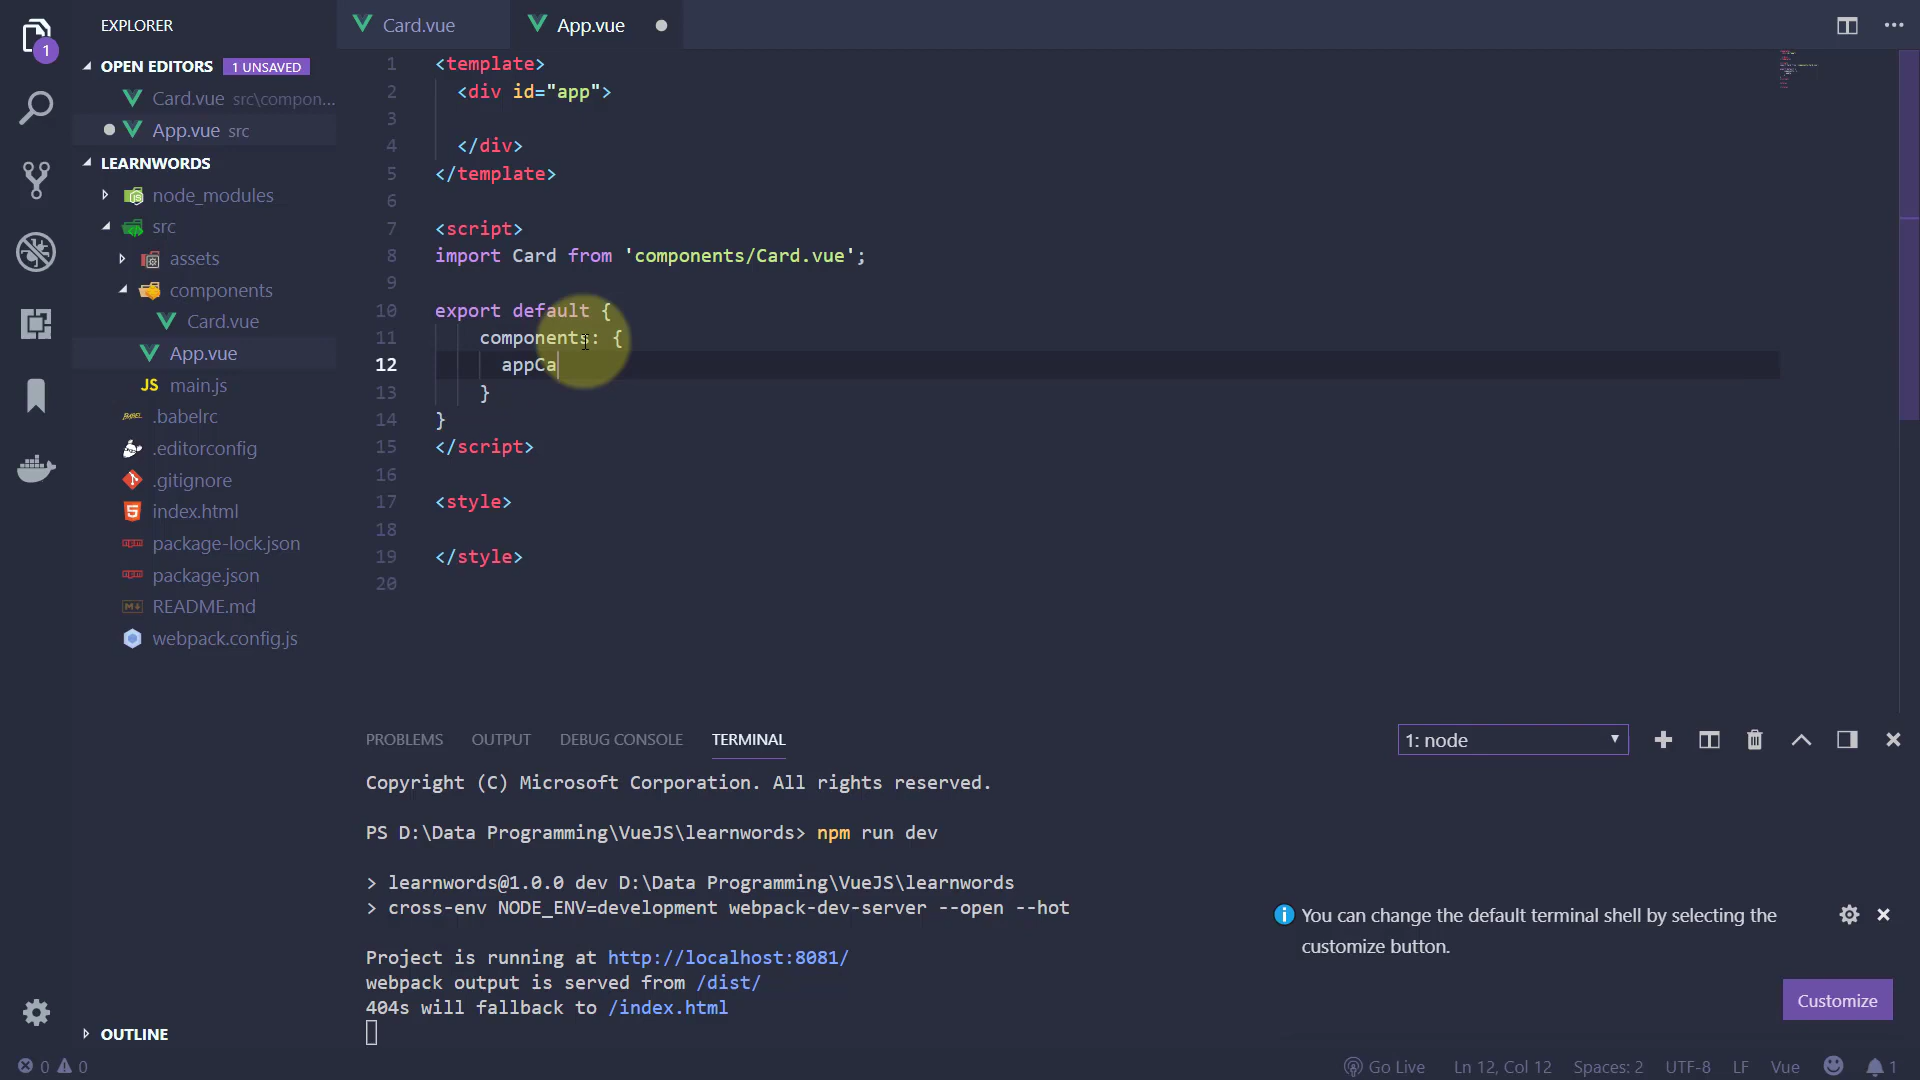 EXPLORER
1
OPEN EDITORS 1 UNSAVED
Card.vue src\compon...
App.vue src
LEARNWORDS
node_modules
src
assets
components
Card.vue
App.vue
JS main.js
.babelrc
.editorconfig
.gitignore
index.html
package-lock.json
package.json
README.md
webpack.config.js
OUTLINE
Card.vue
App.vue
1 <template>
2 <div id="app">
3
4 </div>
5 </template>
6
7 <script>
8 import Card from 'components/Card.vue';
9
10 export default {
11 components: {
12 appCa
13 }
14 }
15 </script>
16
17 <style>
18
19 </style>
20
PROBLEMS OUTPUT DEBUG CONSOLE TERMINAL 1: node
Copyright (C) Microsoft Corporation. All rights reserved.
PS D:\Data Programming\VueJS\learnwords> npm run dev
> learnwords@1.0.0 dev D:\Data Programming\VueJS\learnwords
> cross-env NODE_ENV=development webpack-dev-server --open --hot
Project is running at http://localhost:8081/
webpack output is served from /dist/
404s will fallback to /index.html
You can change the default terminal shell by selecting the
customize button.
Customize
0 0 Go Live Ln 12, Col 12 Spaces: 2 UTF-8 LF Vue 1